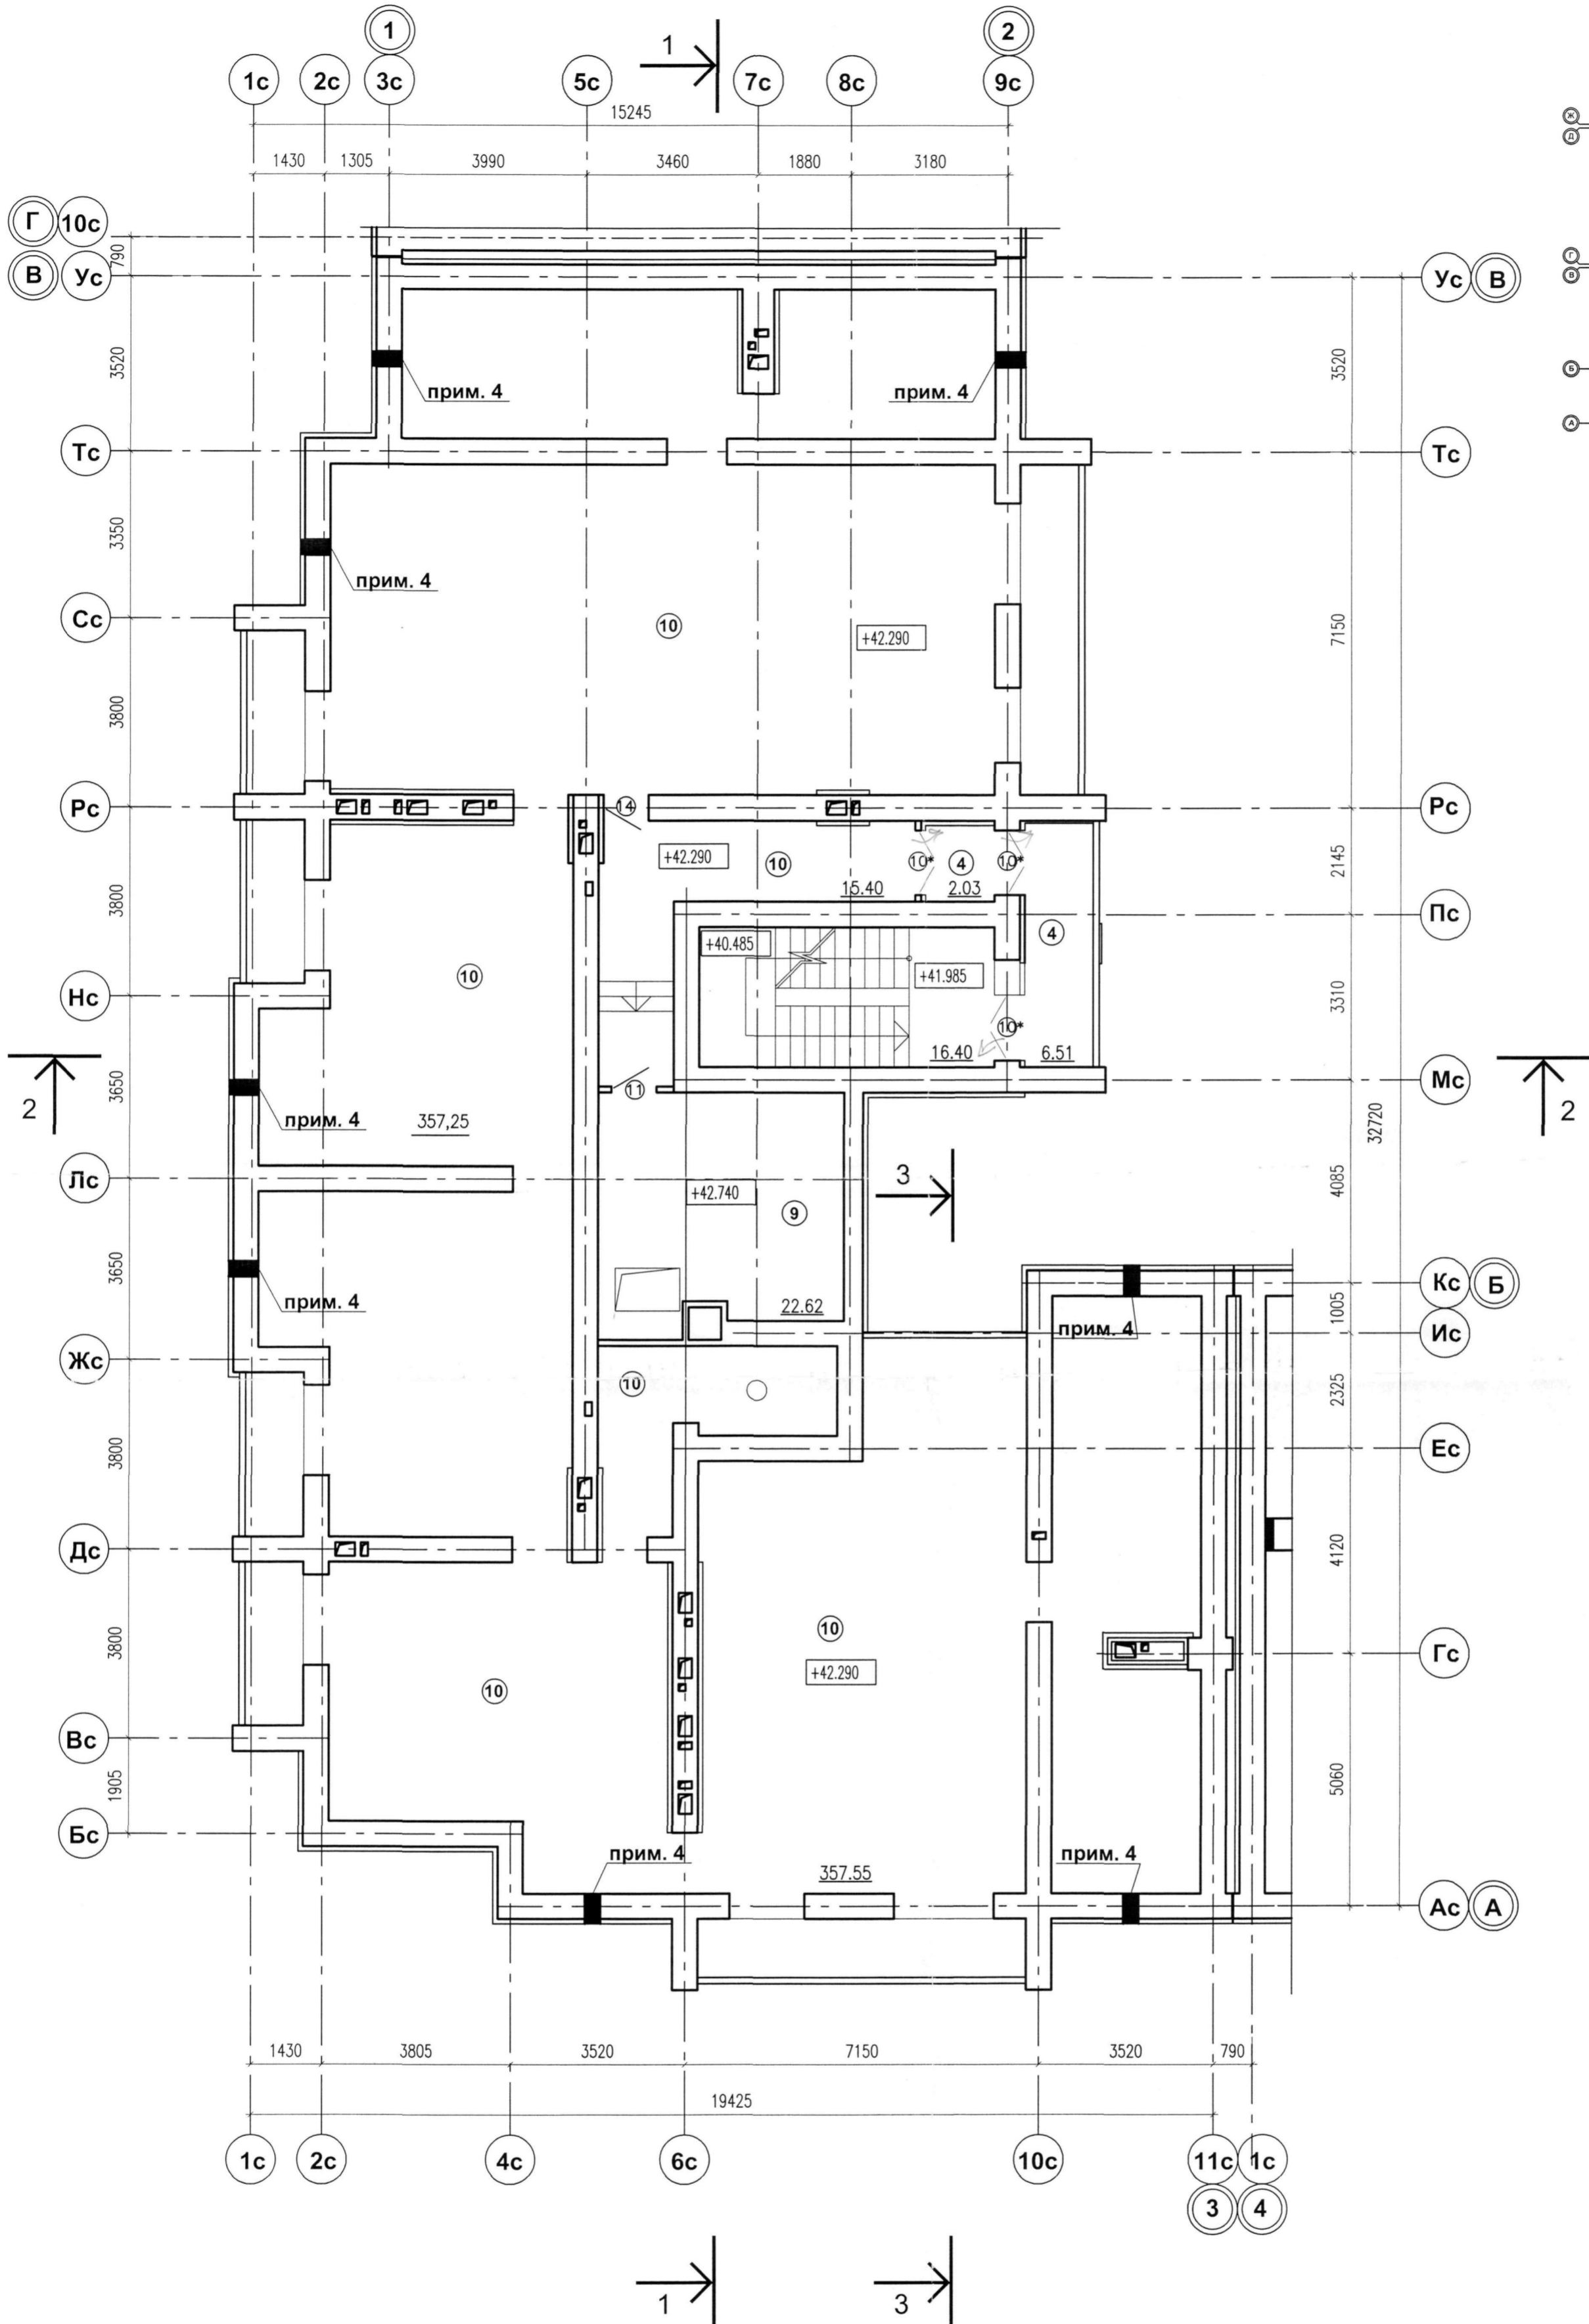 1 2
1
1с 2с 3с 5с 7с 8с 9с
15245
1430 1305 3990 3460 1880 3180
Ж
Д
Г
В
Б
А
Г 10с
790
В Ус
Ус В
3520
3520
прим. 4
прим. 4
Тс
Тс
3350
прим. 4
Сс
10
+42.290
7150
3800
Рс
14
Рс
+42.290
10
10*
4
10*
2145
15.40
2.03
3800
Пс
4
+40.485
10
+41.985
Нс
3310
10*
16.40
6.51
11
Мс
2
3650
2
прим. 4
357,25
32720
Лс
3
4085
+42.740
9
3650
Кс Б
прим. 4
22.62
1005
прим. 4
Ис
Жс
10
2325
3800
Ес
Дс
4120
10
3800
+42.290
Гс
10
Вс
1905
5060
Бс
прим. 4
357.55
прим. 4
Ас А
1430 3805 3520 7150 3520 790
19425
1с 2с 4с 6с 10с 11с 1с
3 4
1
3